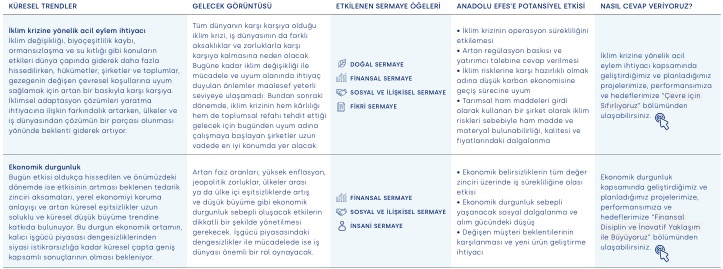 KÜRESEL TRENDLER
GELECEK GÖRÜNTÜSÜ
ETKİLENEN SERMAYE ÖĞELERİ
ANADOLU EFES'E POTANSİYEL ETKİSİ
NASIL CEVAP VERİYORUZ?
İklim krizine yönelik acil eylem ihtiyacı
İklim değişikliği, biyoçeşitlilik kaybı,
ormansızlaşma ve su kıtlığı gibi konuların
etkileri dünya çapında giderek daha fazla
hissedilirken, hükümetler, şirketler ve toplumlar,
gezegenin değişen çevresel koşullarına uyum
sağlamak için artan bir baskıyla karşı karşıya.
İklimsel adaptasyon çözümleri yaratma
ihtiyacına ilişkin farkındalık artarken, ülkeler ve
iş dünyasından çözümün bir parçası olunması
yönünde beklenti giderek artıyor.
Tüm dünyanın karşı karşıya olduğu
iklim krizi, iş dünyasının da farklı
aksaklıklar ve zorluklarla karşı
karşıya kalmasına neden olacak.
Bugüne kadar iklim değişikliği ile
mücadele ve uyum alanında ihtiyaç
duyulan önlemler maalesef yeterli
seviyeye ulaşamadı. Bundan sonraki
dönemde, iklim krizinin hem kârlılığı
hem de toplumsal refahı tehdit ettiği
gelecek için bugünden uyum adına
çalışmaya başlayan şirketler uzun
vadede en iyi konumda yer alacak.
DOĞAL SERMAYE
FİNANSAL SERMAYE
SOSYAL VE İLİŞKİSEL SERMAYE
FİKRİ SERMAYE
• İklim krizinin operasyon sürekliliğini
etkilemesi
• Artan regülasyon baskısı ve
yatırımcı talebine cevap verilmesi
• İklim risklerine karşı hazırlıklı olmak
adına düşük karbon ekonomisine
geçiş sürecine uyum
• Tarımsal ham maddeleri girdi
olarak kullanan bir şirket olarak iklim
riskleri sebebiyle ham madde ve
materyal bulunabilirliği, kalitesi ve
fiyatlarındaki dalgalanma
İklim krizine yönelik acil
eylem ihtiyacı kapsamında
geliştirdiğimiz ve planladığımız
projelerimize, performansımıza
ve hedeflerimize "Çevre için
Sıfırlıyoruz" bölümünden
ulaşabilirsiniz.
Ekonomik durgunluk
Bugün etkisi oldukça hissedilen ve önümüzdeki
dönemde ise etkisinin artması beklenen tedarik
zinciri aksamaları, yerel ekonomiyi koruma
anlayışı ve artan küresel eşitsizlikler uzun
soluklu ve küresel düşük büyüme trendine
katkıda bulunuyor. Bu durgun ekonomik ortamın,
kalıcı işgücü piyasası dengesizliklerinden
siyasi istikrarsızlığa kadar küresel çapta geniş
kapsamlı sonuçlarının olması bekleniyor.
Artan faiz oranları, yüksek enflasyon,
jeopolitik zorluklar, ülkeler arası
ya da ülke içi eşitsizliklerde artış
ve düşük büyüme gibi ekonomik
durgunluk sebepli oluşacak etkilerin
dikkatli bir şekilde yönetilmesi
gerekecek. İşgücü piyasasındaki
dengesizlikler ile mücadelede ise iş
dünyası önemli bir rol oynayacak.
FİNANSAL SERMAYE
SOSYAL VE İLİŞKİSEL SERMAYE
İNSANİ SERMAYE
• Ekonomik belirsizliklerin tüm değer
zinciri üzerinde iş sürekliliğine olası
etkisi
• Ekonomik durgunluk sebepli
yaşanacak sosyal dalgalanma ve
alım gücündeki düşüş
• Değişen müşteri beklentilerinin
karşılanması ve yeni ürün geliştirme
ihtiyacı
Ekonomik durgunluk
kapsamında geliştirdiğimiz ve
planladığımız projelerimize,
performansımıza ve
hedeflerimize "Finansal
Disiplin ve İnovatif Yaklaşım
ile Büyüyoruz" bölümünden
ulaşabilirsiniz.